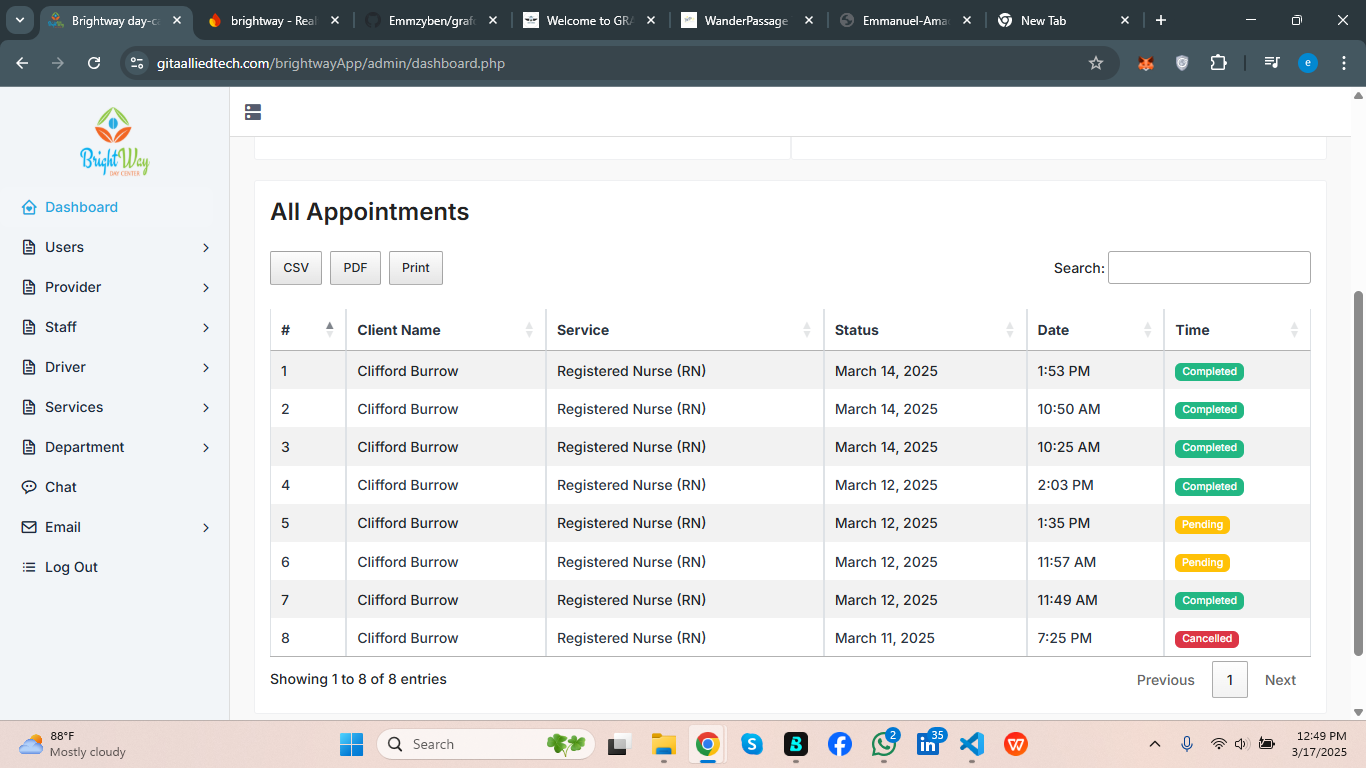 Brightway day-ca
brightway - Real
Emmzyben/grafc
Welcome to GRA
WanderPassage
Emmanuel-Ama
New Tab
gitaalliedtech.com/brightwayApp/admin/dashboard.php
e
BrightWay
DAY CENTER
Dashboard
Users
Provider
Staff
Driver
Services
Department
Chat
Email
Log Out
All Appointments
CSV PDF Print Search:
# Client Name Service Status Date Time
1 Clifford Burrow Registered Nurse (RN) March 14, 2025 1:53 PM Completed
2 Clifford Burrow Registered Nurse (RN) March 14, 2025 10:50 AM Completed
3 Clifford Burrow Registered Nurse (RN) March 14, 2025 10:25 AM Completed
4 Clifford Burrow Registered Nurse (RN) March 12, 2025 2:03 PM Completed
5 Clifford Burrow Registered Nurse (RN) March 12, 2025 1:35 PM Pending
6 Clifford Burrow Registered Nurse (RN) March 12, 2025 11:57 AM Pending
7 Clifford Burrow Registered Nurse (RN) March 12, 2025 11:49 AM Completed
8 Clifford Burrow Registered Nurse (RN) March 11, 2025 7:25 PM Cancelled
Showing 1 to 8 of 8 entries Previous 1 Next
88°F
Mostly cloudy
Search
2
35
12:49 PM
3/17/2025